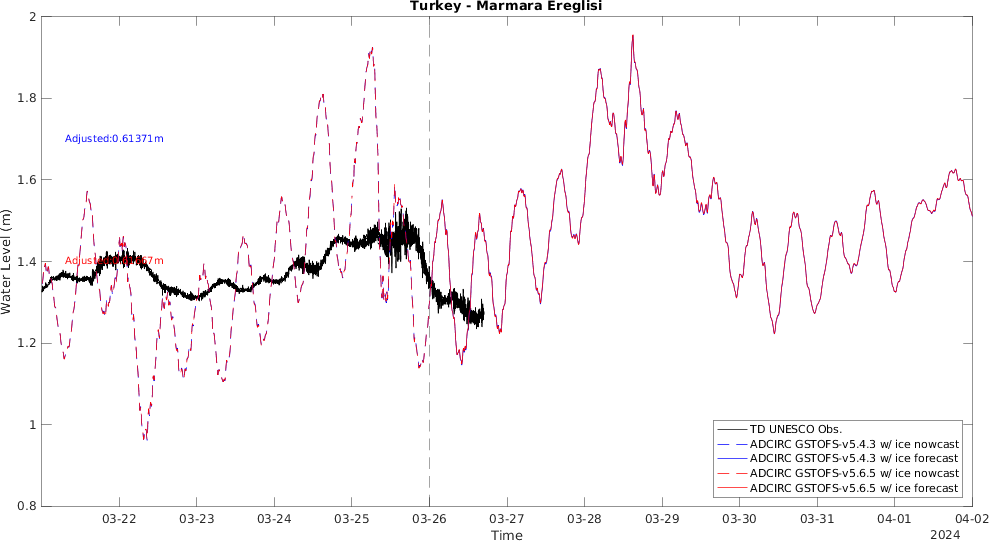 Turkey - Marmara Ereglisi
2
1.8
1.6
1.4
1.2
1
0.8
Water Level (m)
Adjusted:0.61371m
03-22
03-23
03-24
03-25
03-26
03-27
03-28
03-29
03-30
03-31
04-01
04-02
Time
2024
TD UNESCO Obs.
ADCIRC GSTOFS-v5.4.3 w/ ice nowcast
ADCIRC GSTOFS-v5.4.3 w/ ice forecast
ADCIRC GSTOFS-v5.6.5 w/ ice nowcast
ADCIRC GSTOFS-v5.6.5 w/ ice forecast